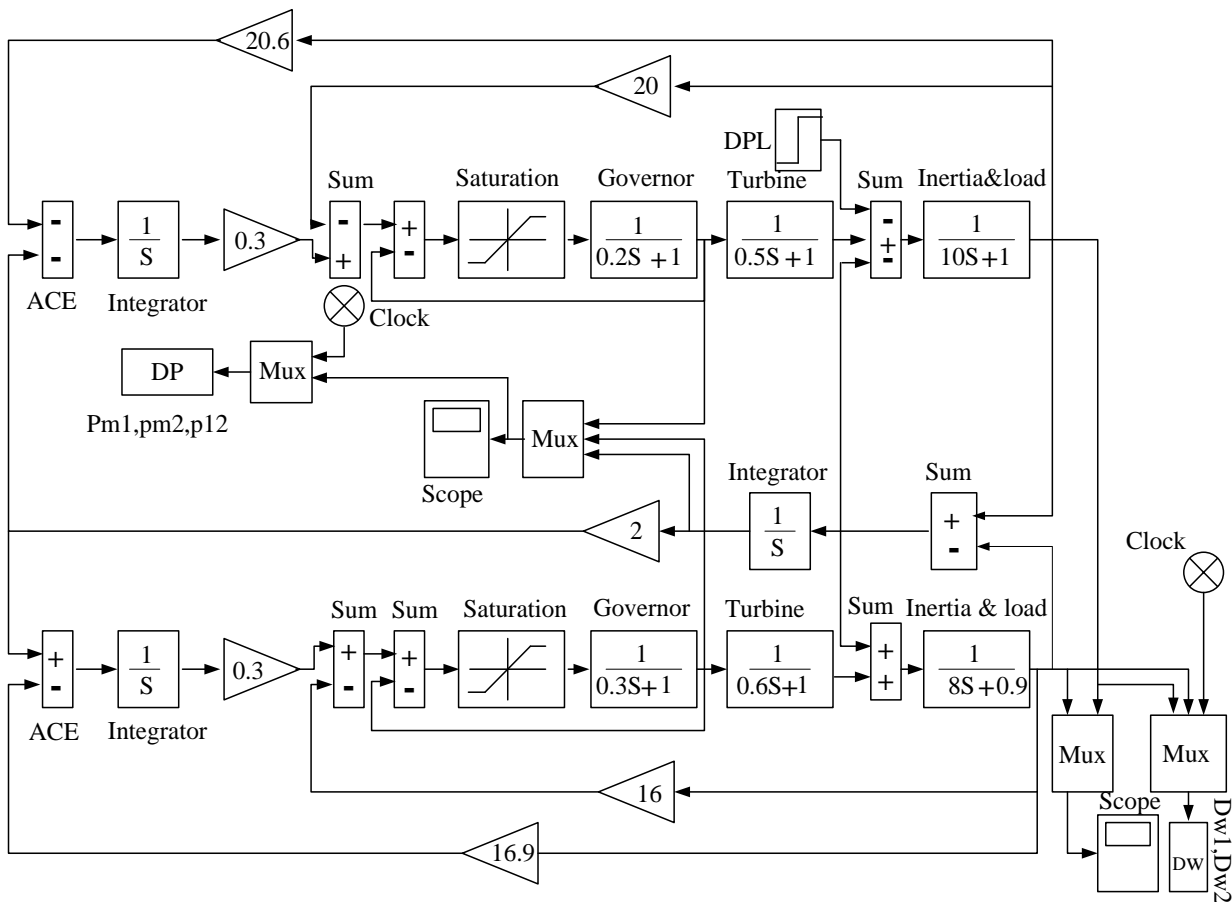 20.6
20
DPL
Sum
Saturation
Governor
Turbine
Sum
Inertia&load
-
-
1
S
0.3
-
+
+
-
1
0.2S +1
1
0.5S +1
-
+
-
1
10S+1
ACE
Integrator
Clock
DP
Mux
Pm1,pm2,p12
Mux
Scope
Integrator
Sum
2
1
S
+
-
Clock
Sum
Sum
Saturation
Governor
Turbine
Sum
Inertia & load
+
-
1
S
0.3
+
-
+
-
1
0.3S+1
1
0.6S+1
+
+
1
8S+0.9
ACE
Integrator
Mux
Mux
16
Scope
16.9
DW
Dw1,Dw2